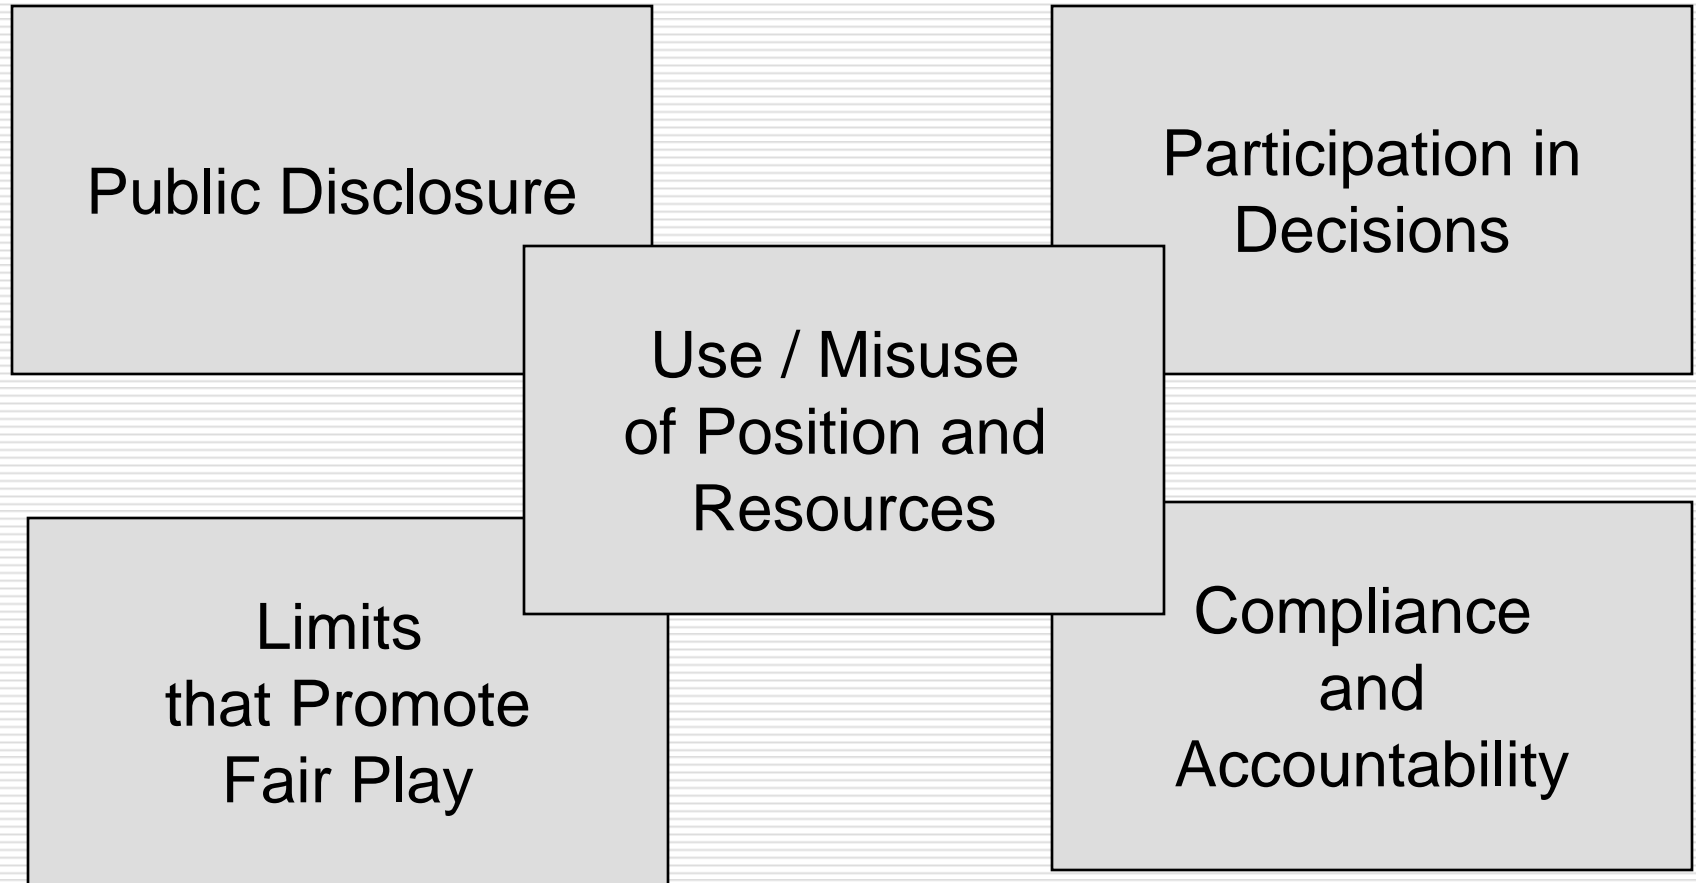 Public Disclosure
Participation in
Decisions
Use / Misuse
of Position and
Resources
Limits
that Promote
Fair Play
Compliance
and
Accountability